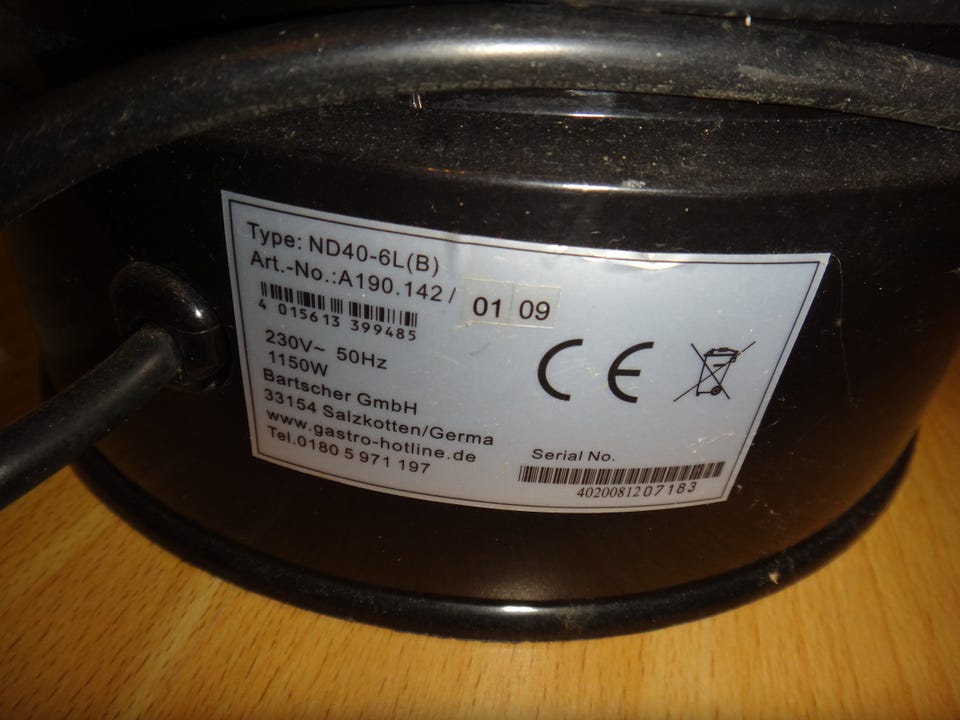 Type: ND40-6L(B)
Art.-No.:A190.142/ 01 09
4 015613 399485
230V~ 50Hz
1150W
Bartscher GmbH
33154 Salzkotten/Germa
www.gastro-hotline.de
Tel.0180 5 971 197
CE
Serial No.
4020081207183